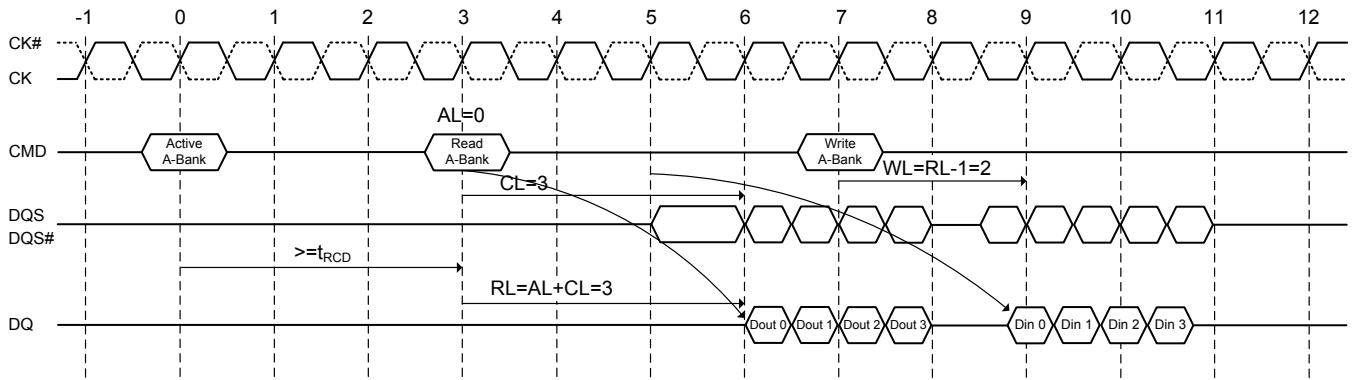 -1 0 1 2 3 4 5 6 7 8 9 10 11 12
CK#
CK
AL=0
CMD
Active
A-Bank
Read
A-Bank
Write
A-Bank
CL=3
WL=RL-1=2
DQS
DQS#
>=tRCD
RL=AL+CL=3
DQ
Dout 0 Dout 1 Dout 2 Dout 3 Din 0 Din 1 Din 2 Din 3